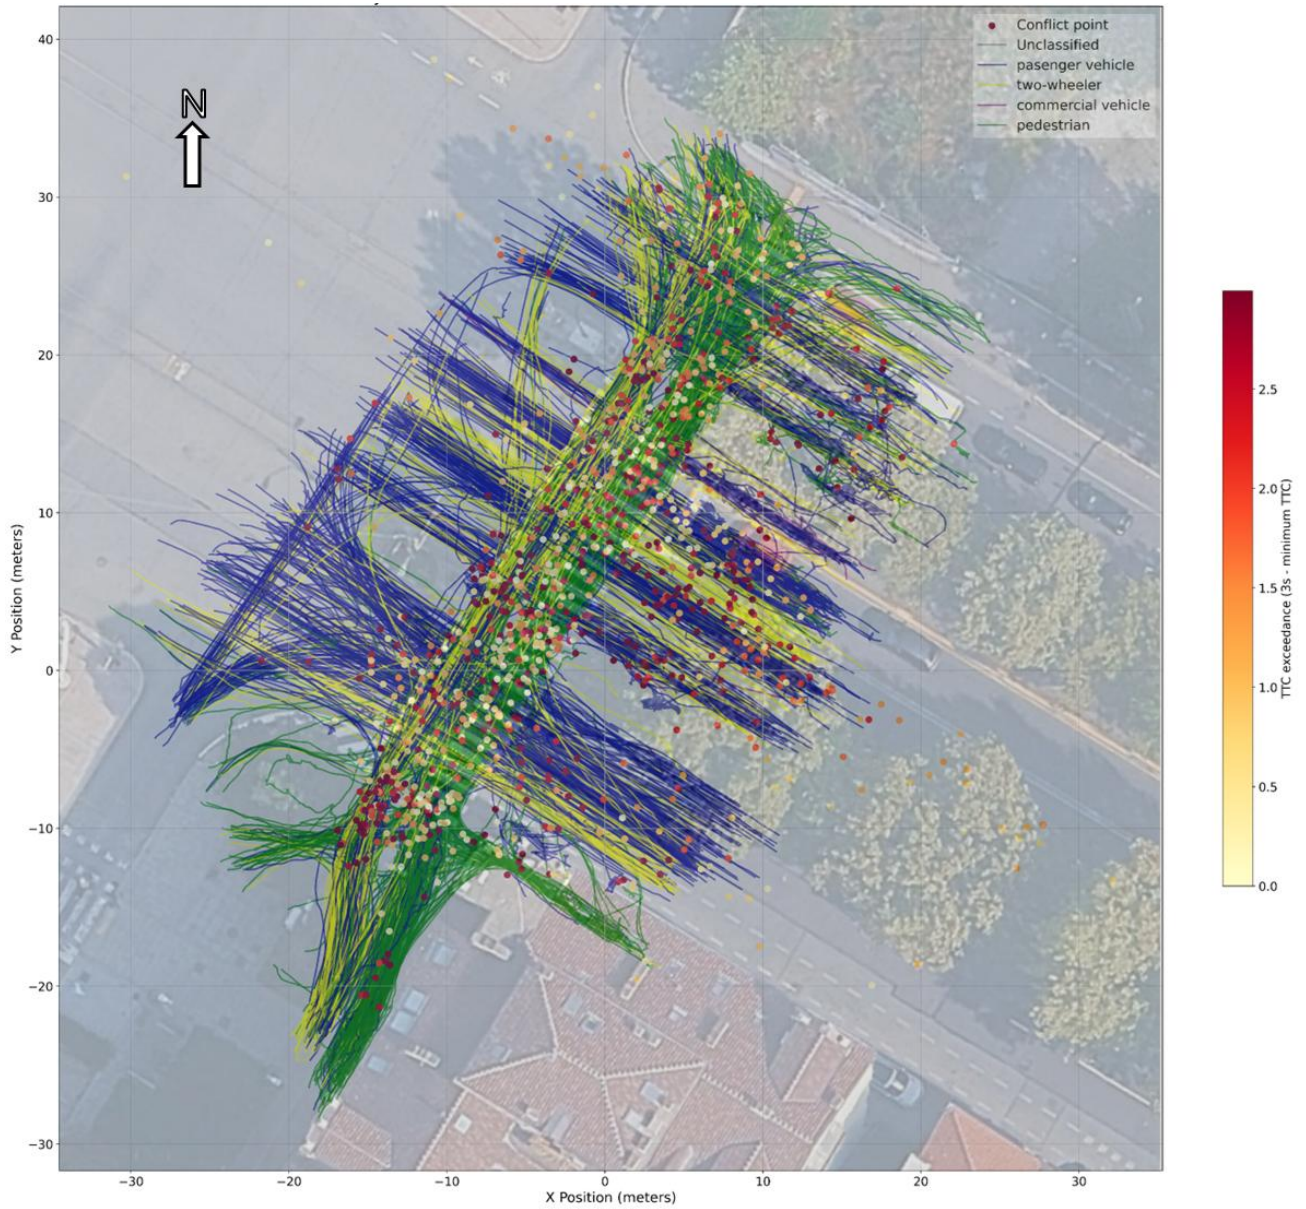 N
Conflict point
Unclassified
pasenger vehicle
two-wheeler
commercial vehicle
pedestrian
40
30
20
10
0
−10
−20
−30
Y Position (meters)
−30
−20
−10
0
10
20
30
X Position (meters)
2.5
2.0
1.5
1.0
0.5
0.0
TTC exceedance (3s - minimum TTC)